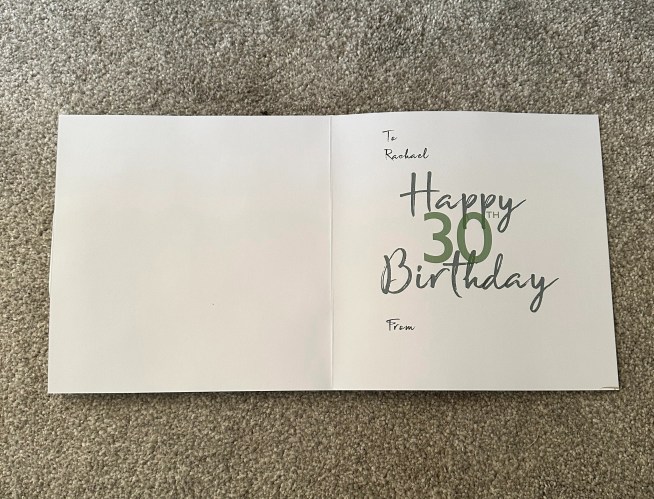 To
Rachael
Happy
30TH
Birthday
From